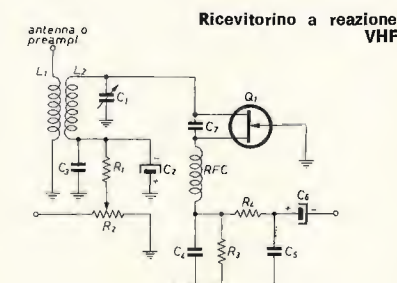 Ricevitorino a reazione
VHF
antenna o
preampl
L1
L2
C1
Q1
C7
C3
R1
C2
RFC
R2
R4
C6
C4
R3
C5